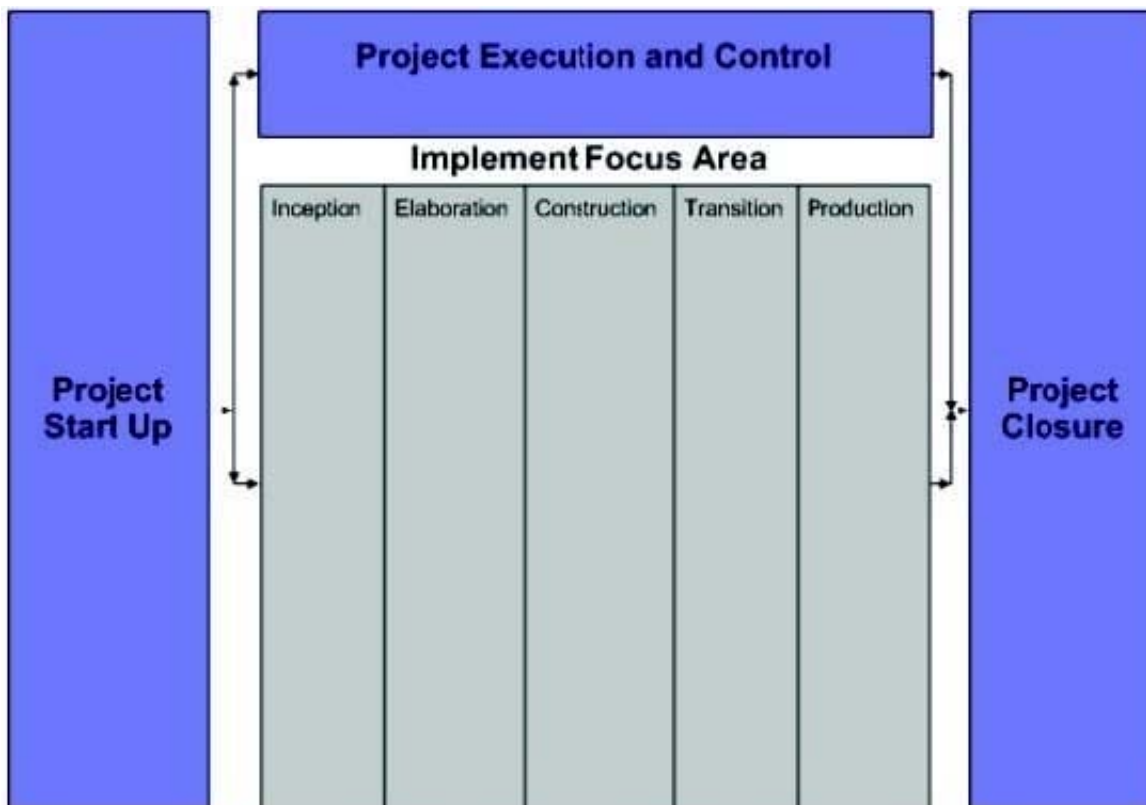 Project Execution and Control
Implement Focus Area
Inception
Elaboration
Construction
Transition
Production
Project
Start Up
Project
Closure